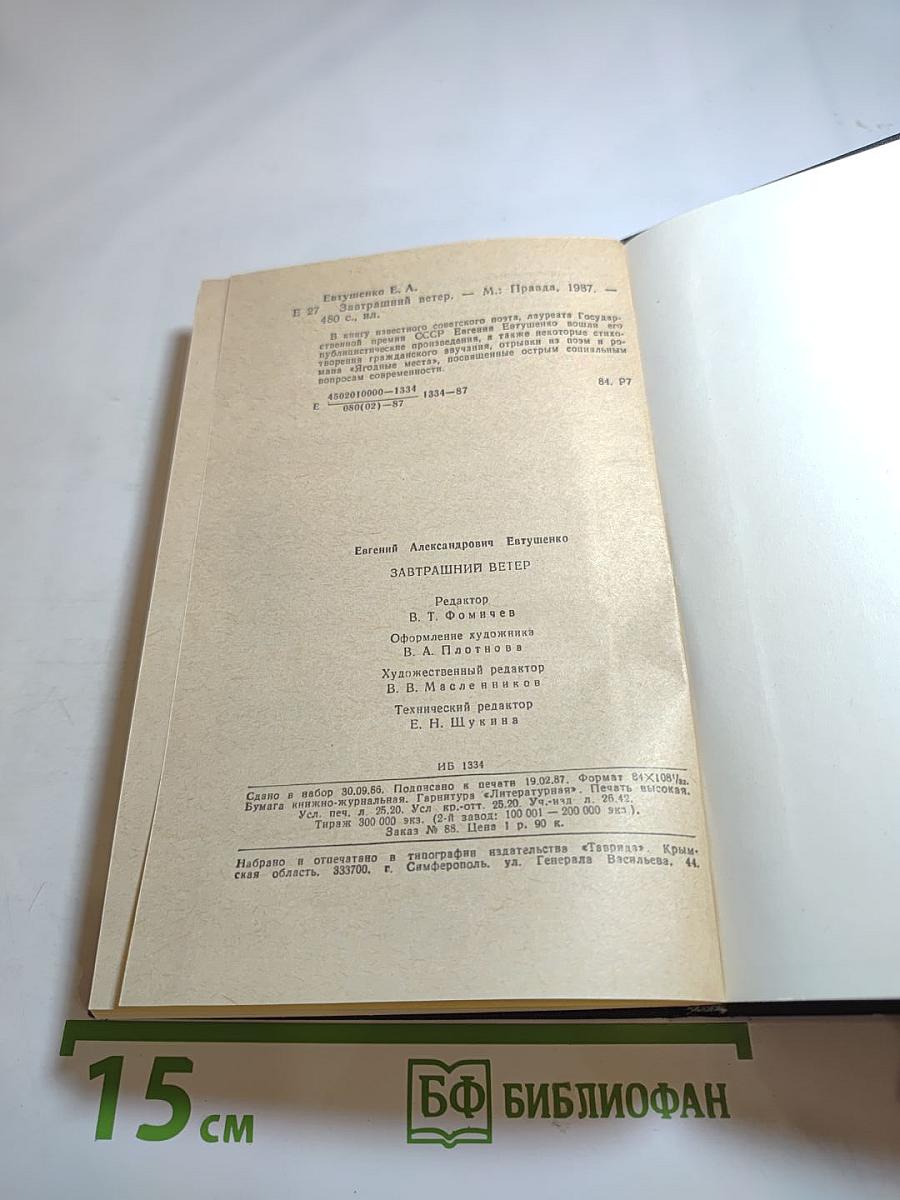 Евтушенко Е. А.
Е 27 Завтрашний ветер. — М.: Правда, 1987. —
480 с., ил.
В книгу известного советского поэта, лауреата Государ-
ственной премии СССР Евгения Евтушенко вошли его
публицистические произведения, а также некоторые стихо-
творения гражданского звучания, отрывки из поэм и ро-
мана «Ягодные места», посвященные острым социальным
вопросам современности.
84. Р7
Е 4502010000—1334 1334—87
080(02)—87
Евгений Александрович Евтушенко
ЗАВТРАШНИЙ ВЕТЕР
Редактор
В. Т. Фомичев
Оформление художника
В. А. Плотнова
Художественный редактор
В. В. Масленников
Технический редактор
Е. Н. Щукина
ИБ 1334
Сдано в набор 30.09.86. Подписано к печати 19.02.87. Формат 84×108¹/₃₂.
Бумага книжно-журнальная. Гарнитура «Литературная». Печать высокая.
Усл. печ. л. 25,20. Усл. кр.-отт. 25,20. Уч.-изд. л. 26,42.
Тираж 300 000 экз. (2-й завод: 100 001 — 200 000 экз.).
Заказ № 88. Цена 1 р. 90 к.
Набрано и отпечатано в типографии издательства «Таврида». Крым-
ская область, 333700, г. Симферополь, ул. Генерала Васильева, 44.
15 см
БФ БИБЛИОФАН